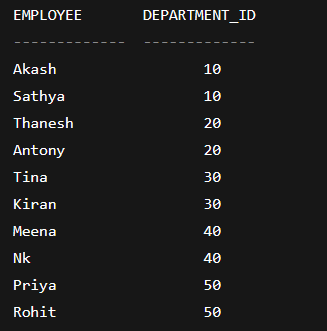 EMPLOYEE DEPARTMENT_ID
------------- -------------
Akash 10
Sathya 10
Thanesh 20
Antony 20
Tina 30
Kiran 30
Meena 40
Nk 40
Priya 50
Rohit 50